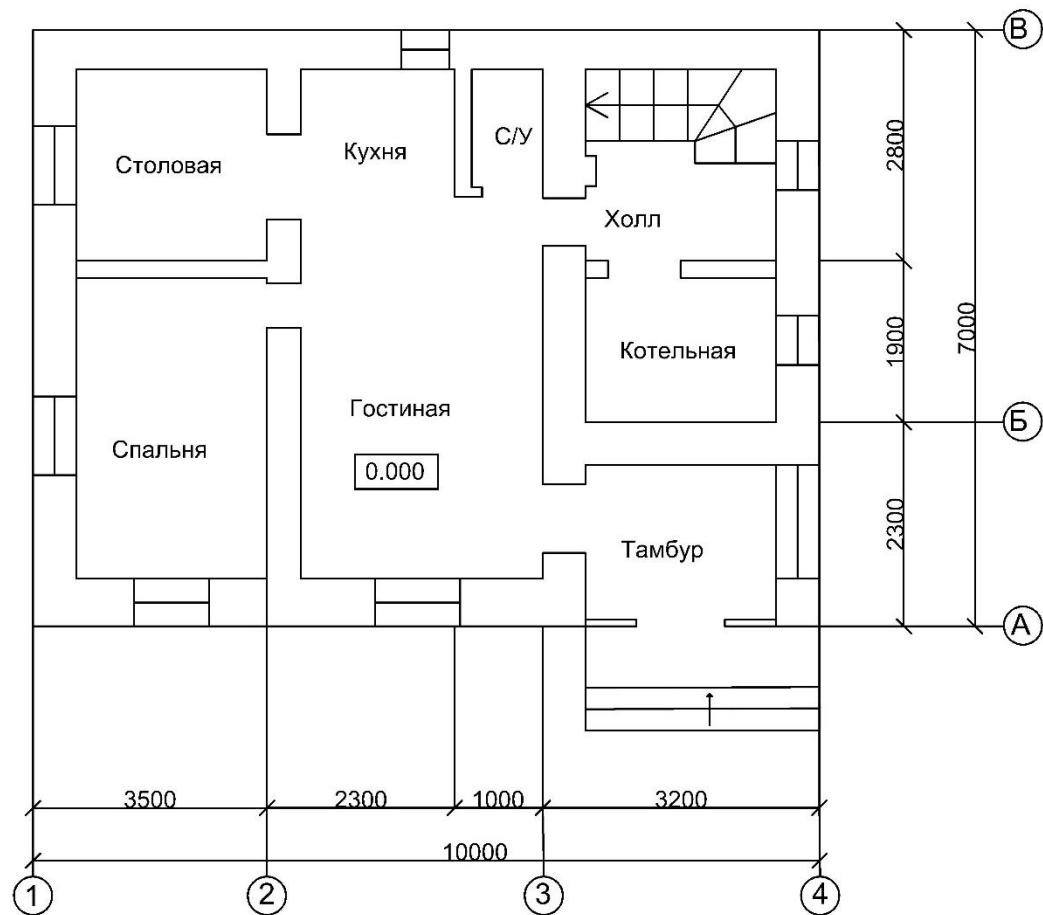 В
С/У
Кухня
Столовая
2800
Холл
7000
1900
Котельная
Гостиная
Б
Спальня
0.000
2300
Тамбур
А
3500
2300
1000
3200
10000
1
2
3
4